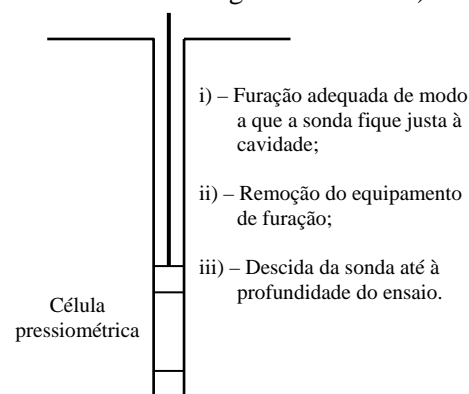 i) – Furação adequada de modo
a que a sonda fique justa à
cavidade;
ii) – Remoção do equipamento
de furação;
iii) – Descida da sonda até à
profundidade do ensaio.
Célula
pressiométrica